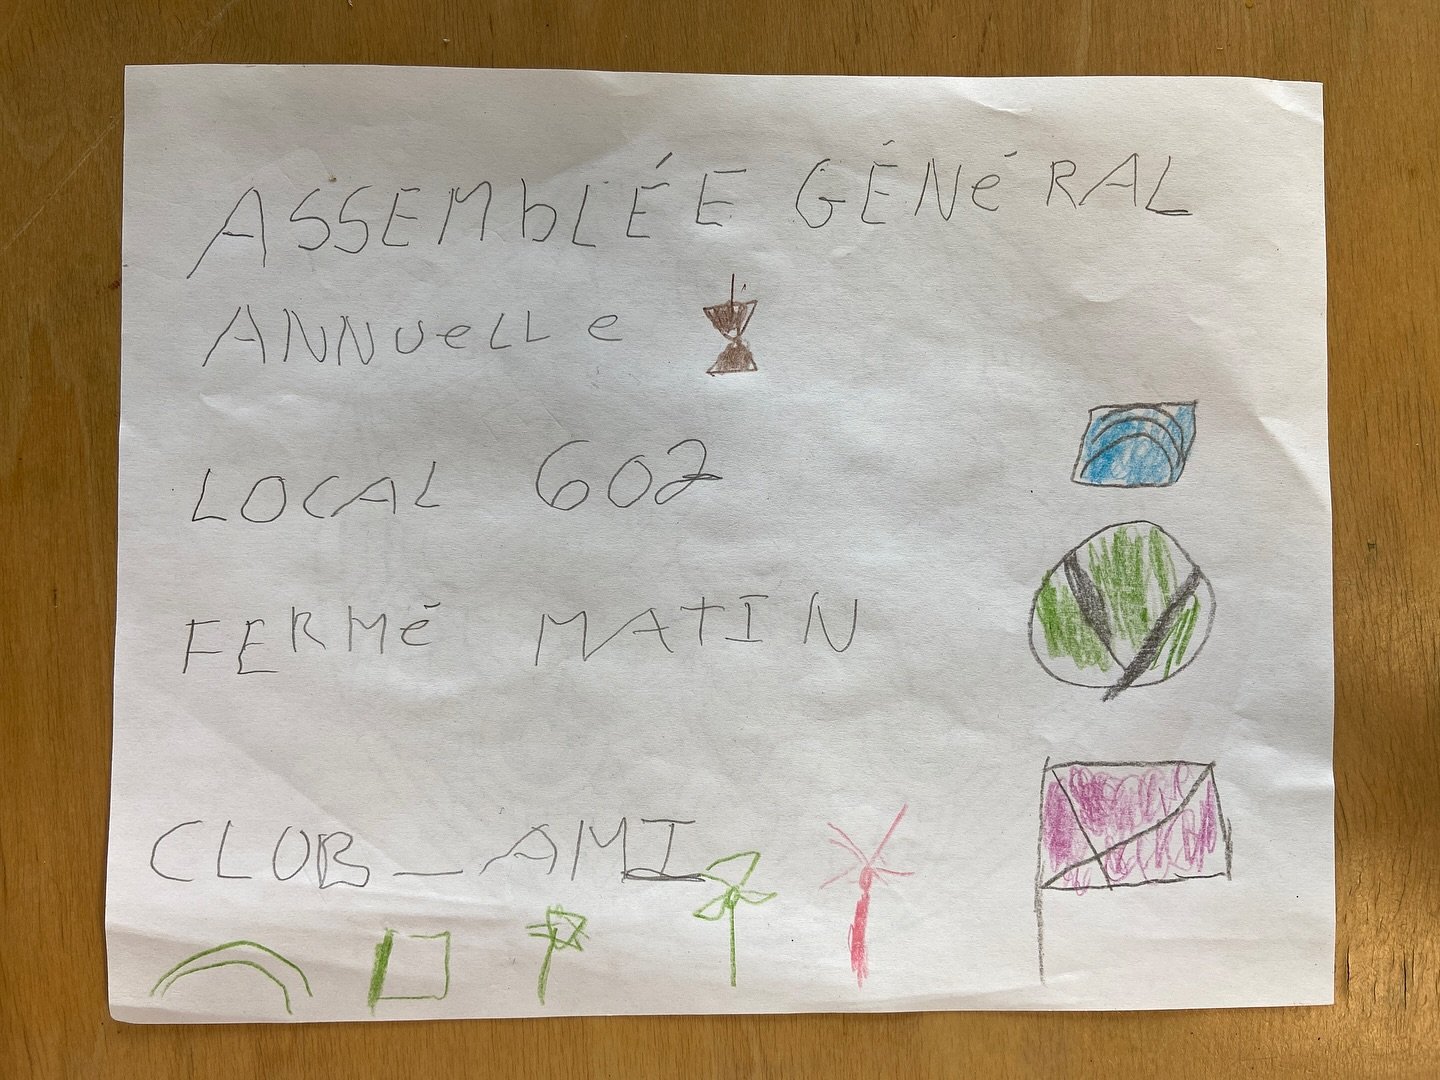 ASSEMbLÉE GÉNéRAL
ANNUeLLe
LOCAL 602
FERMé MATIN
CLUB_AMI